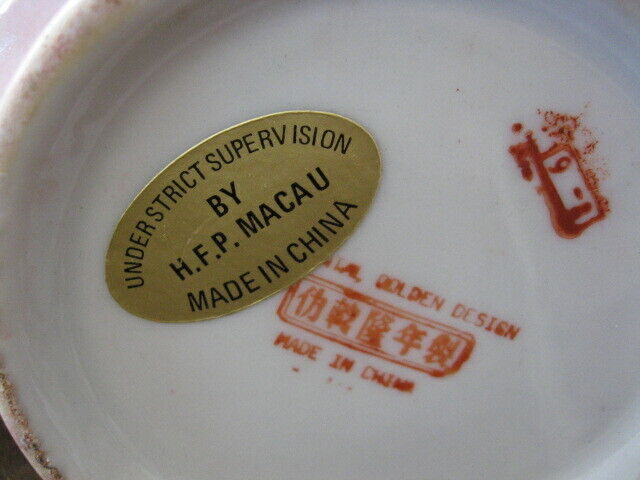 UNDER STRICT SUPERVISION
BY
H.F.P. MACAU
MADE IN CHINA
GOLDEN DESIGN
仿乾隆年製
MADE IN CHINA